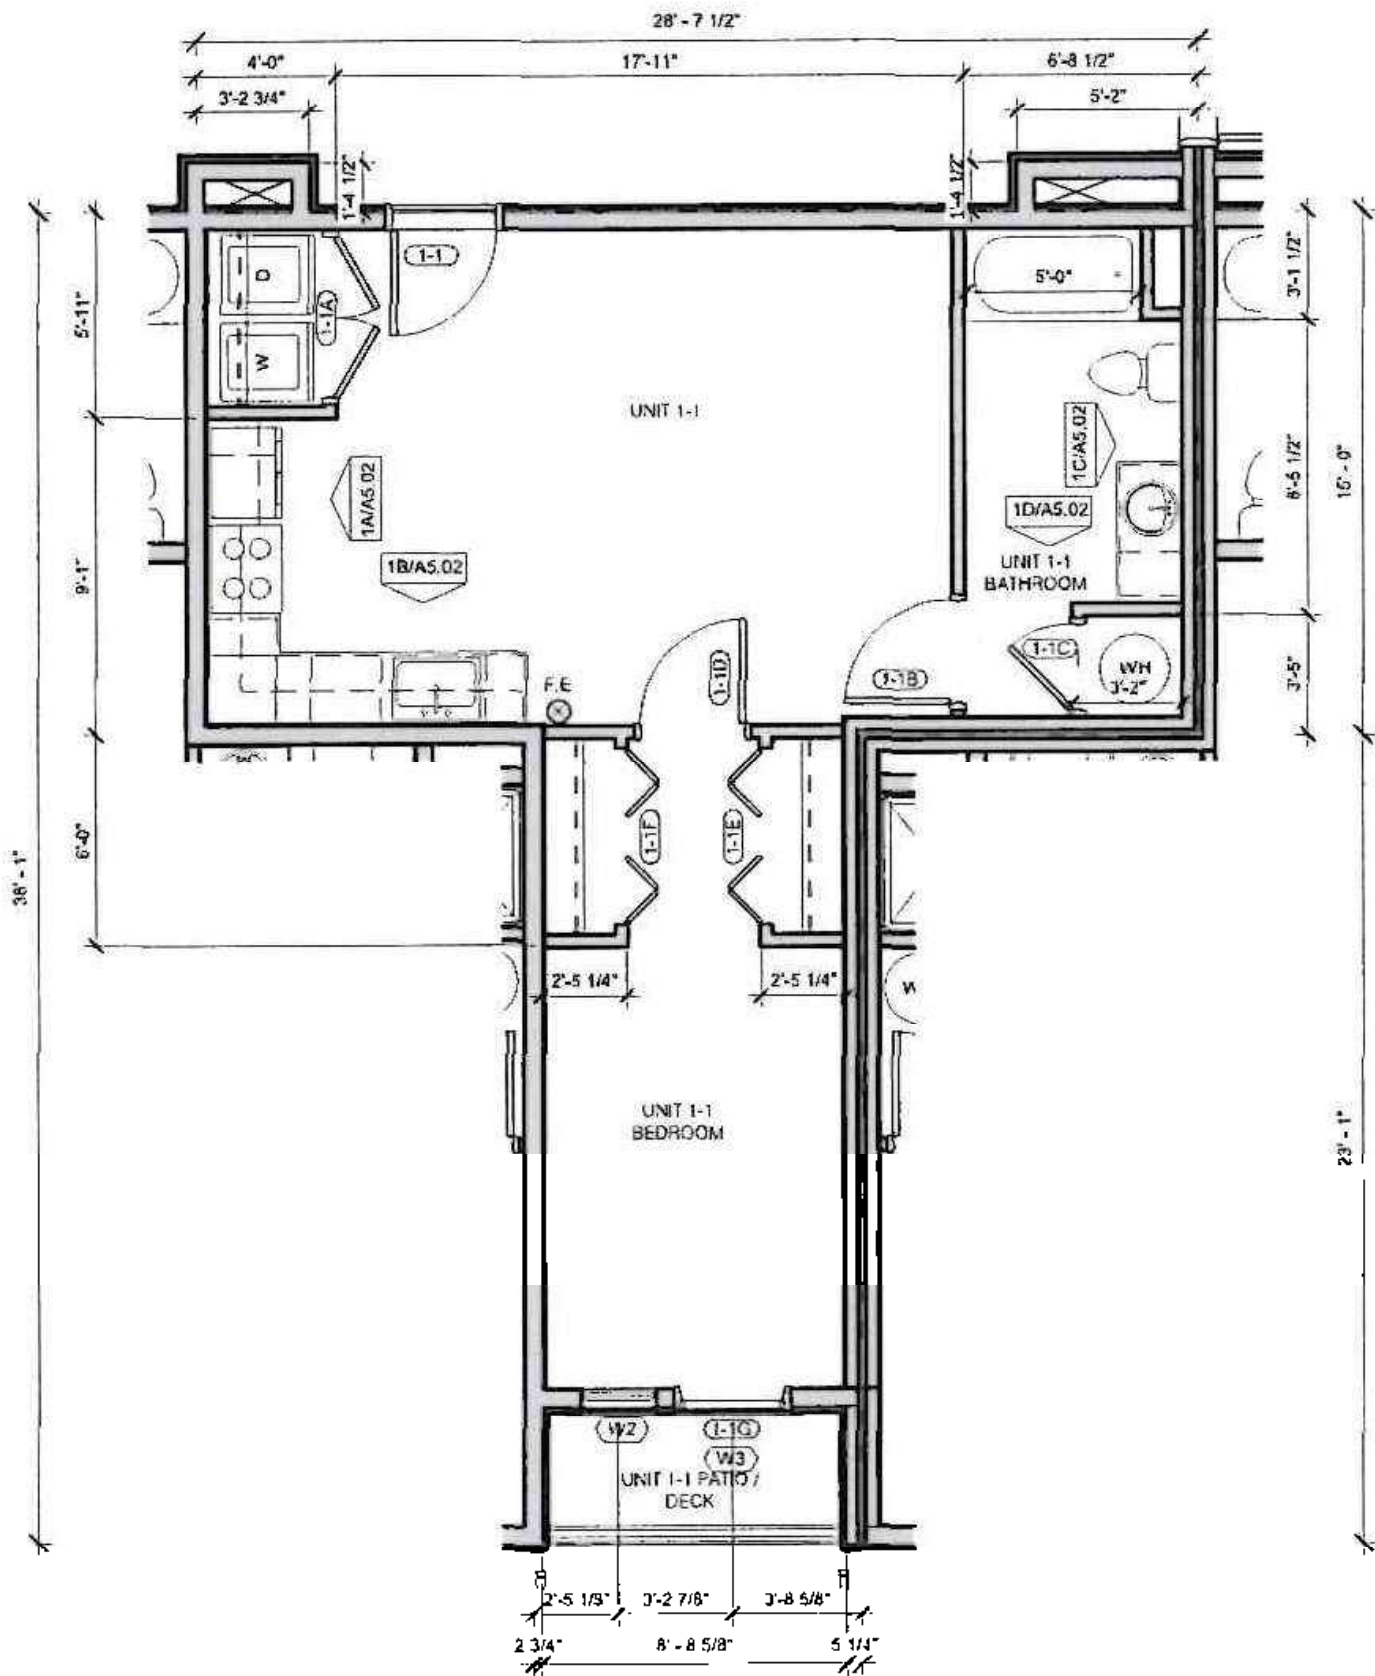 28' - 7 1/2"
4'-0"
17'-11"
6'-8 1/2"
3'-2 3/4"
5'-2"
1'-4 1/2"
1'-4 1/2"
1-1
D
5'-0"
3'-1 1/2"
5'-11"
1-1A
W
UNIT 1-1
1C/A5.02
1A/A5.02
15' - 0"
1D/A5.02
1B/A5.02
UNIT 1-1
BATHROOM
9'-1"
1-1C
WH
3'-2"
3'-5"
1-1D
1-1B
F.E
1-1F
1-1E
6'-0"
2'-5 1/4"
2'-5 1/4"
W
UNIT 1-1
BEDROOM
23' - 1"
W2
1-1G
W3
UNIT 1-1 PATIO /
DECK
3'-2 7/8"
3'-8 5/8"
2 3/4"
8' - 8 5/8"
5 1/4"